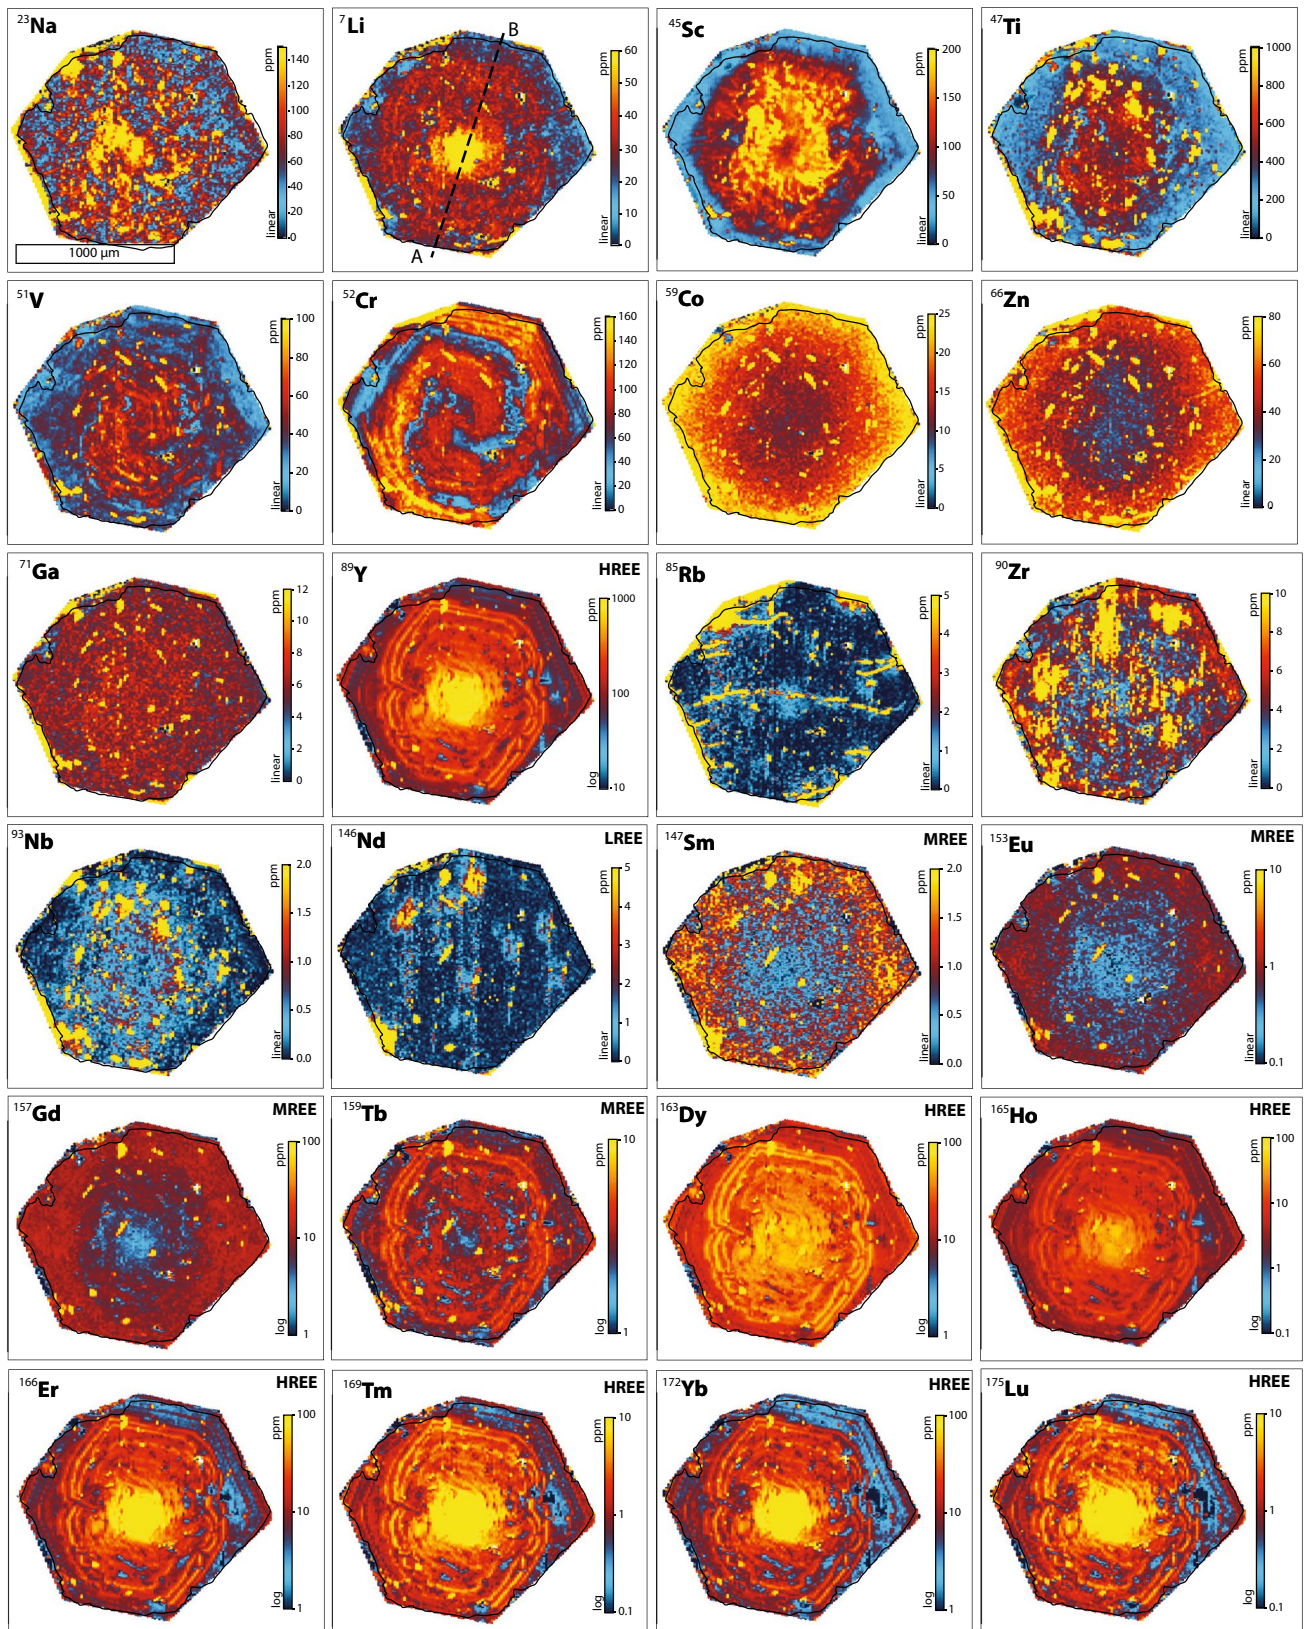 23Na
ppm
140
120
100
80
60
40
20
0
linear
1000 μm
7Li
B
A
ppm
60
50
40
30
20
10
0
linear
45Sc
ppm
200
150
100
50
0
linear
47Ti
ppm
1000
800
600
400
200
0
linear
51V
ppm
100
80
60
40
20
0
linear
52Cr
ppm
160
140
120
100
80
60
40
20
0
linear
59Co
ppm
25
20
15
10
5
0
linear
66Zn
ppm
80
60
40
20
0
linear
71Ga
ppm
12
10
8
6
4
2
0
linear
89Y
HREE
ppm
1000
100
10
log
85Rb
ppm
5
4
3
2
1
0
linear
90Zr
ppm
10
8
6
4
2
0
linear
93Nb
ppm
2.0
1.5
1.0
0.5
0.0
linear
146Nd
LREE
ppm
5
4
3
2
1
0
linear
147Sm
MREE
ppm
2.0
1.5
1.0
0.5
0.0
linear
153Eu
MREE
ppm
10
1
0.1
linear
157Gd
MREE
ppm
100
10
1
log
159Tb
MREE
ppm
10
1
log
163Dy
HREE
ppm
100
10
1
log
165Ho
HREE
ppm
100
10
1
0.1
log
166Er
HREE
ppm
100
10
1
log
169Tm
HREE
ppm
10
1
0.1
log
172Yb
HREE
ppm
100
10
1
log
175Lu
HREE
ppm
10
1
0.1
log